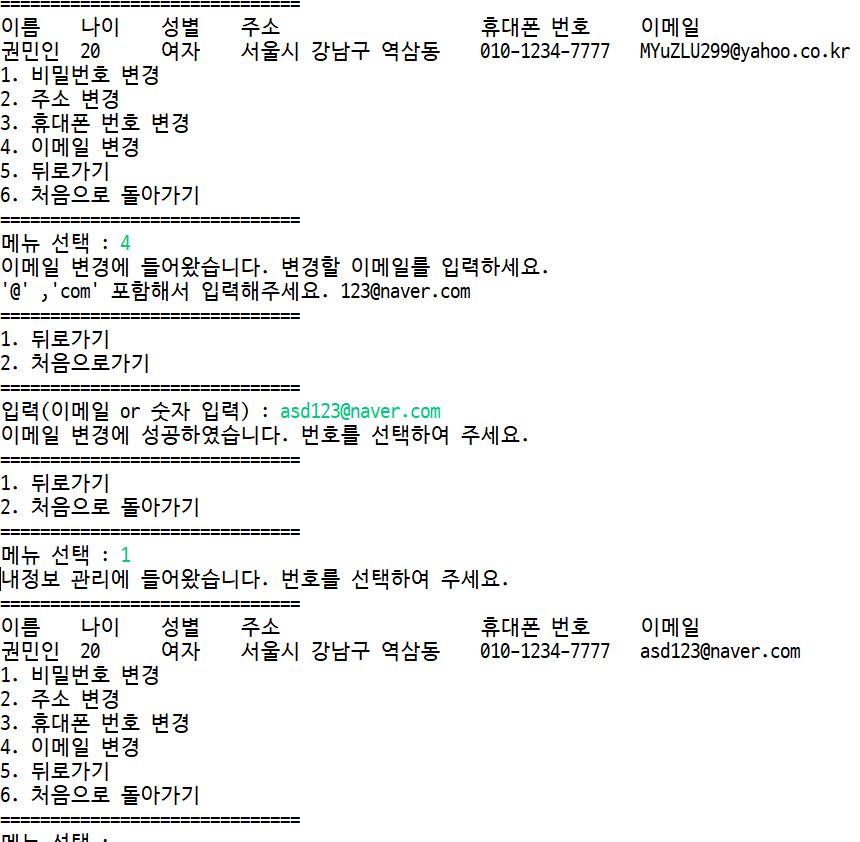 ==============================
이름 나이 성별 주소 휴대폰 번호 이메일
권민인 20 여자 서울시 강남구 역삼동 010-1234-7777 MYuZLU299@yahoo.co.kr
1. 비밀번호 변경
2. 주소 변경
3. 휴대폰 번호 변경
4. 이메일 변경
5. 뒤로가기
6. 처음으로 돌아가기
==============================
메뉴 선택 : 4
이메일 변경에 들어왔습니다. 변경할 이메일를 입력하세요.
'@' ,'com' 포함해서 입력해주세요. 123@naver.com
==============================
1. 뒤로가기
2. 처음으로가기
==============================
입력(이메일 or 숫자 입력) : asd123@naver.com
이메일 변경에 성공하였습니다. 번호를 선택하여 주세요.
==============================
1. 뒤로가기
2. 처음으로 돌아가기
==============================
메뉴 선택 : 1
내정보 관리에 들어왔습니다. 번호를 선택하여 주세요.
==============================
이름 나이 성별 주소 휴대폰 번호 이메일
권민인 20 여자 서울시 강남구 역삼동 010-1234-7777 asd123@naver.com
1. 비밀번호 변경
2. 주소 변경
3. 휴대폰 번호 변경
4. 이메일 변경
5. 뒤로가기
6. 처음으로 돌아가기
==============================
메뉴 선택 :